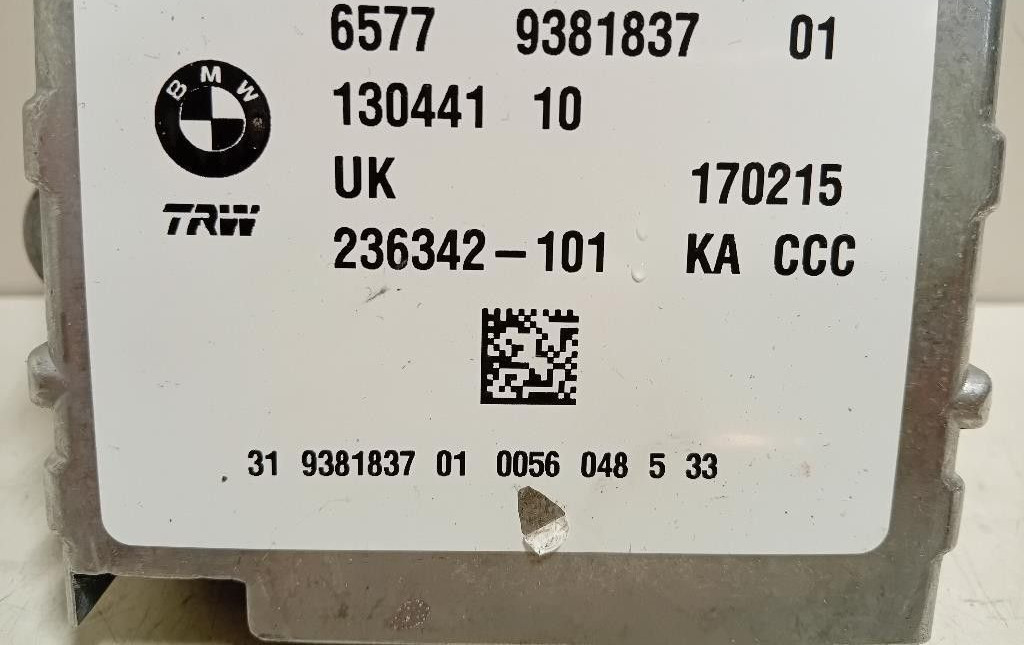 6577 9381837 01
BMW
130441 10
UK 170215
TRW
236342-101 KA CCC
31 9381837 01 0056 048 5 33